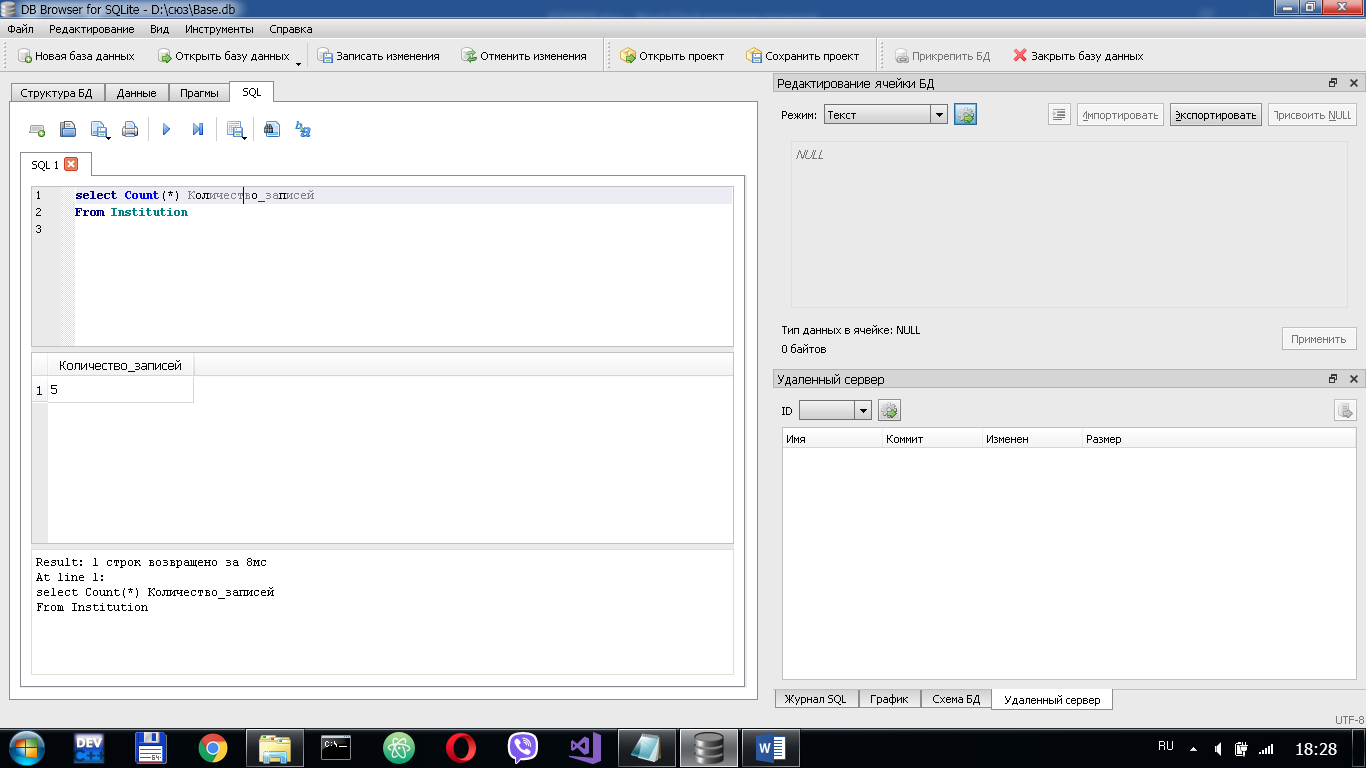 DB Browser for SQLite - D:\сюз\Base.db
Файл Редактирование Вид Инструменты Справка
Новая база данных Открыть базу данных Записать изменения Отменить изменения Открыть проект Сохранить проект Прикрепить БД Закрыть базу данных
Структура БД Данные Прагмы SQL
SQL 1
1 select Count(*) Количество_записей
2 From Institution
3
Количество_записей
1 5
Result: 1 строк возвращено за 8мс
At line 1:
select Count(*) Количество_записей
From Institution
Редактирование ячейки БД
Режим: Текст Импортировать Экспортировать Присвоить NULL
NULL
Тип данных в ячейке: NULL
0 байтов
Применить
Удаленный сервер
ID
Имя Коммит Изменен Размер
Журнал SQL График Схема БД Удаленный сервер
UTF-8
DEV C++
64
C:\
W
RU 18:28